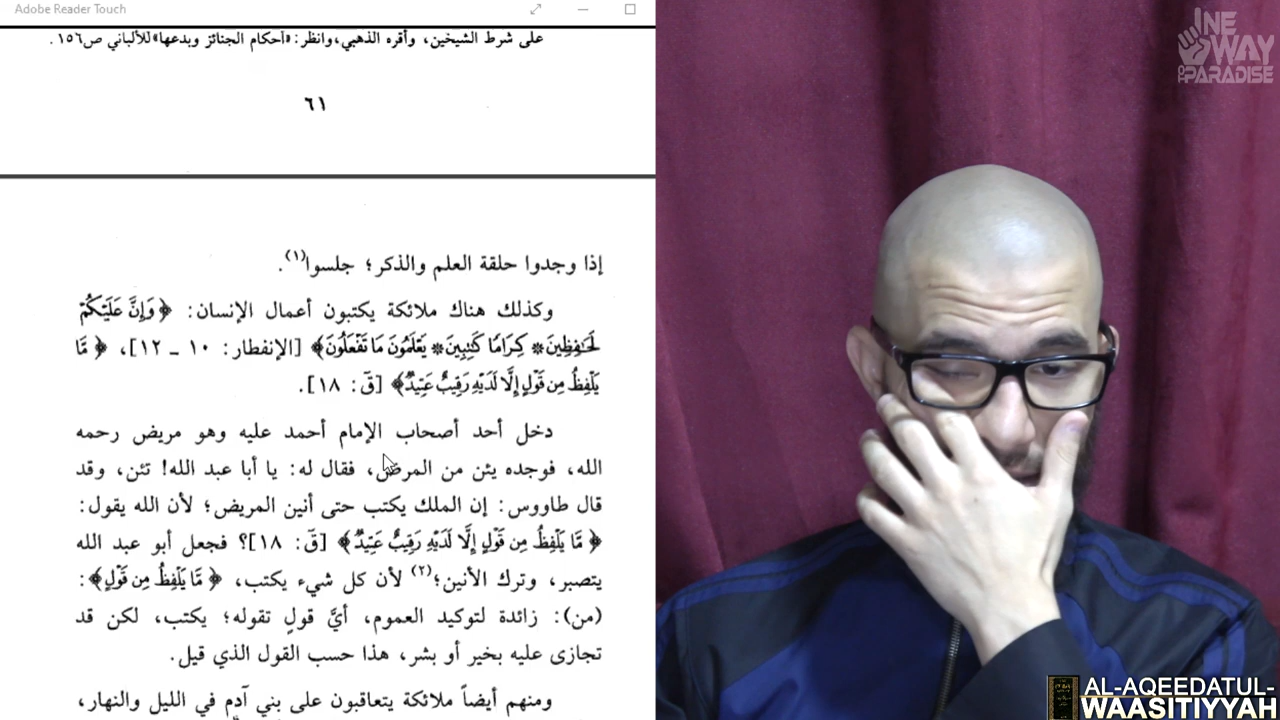 Adobe Reader Touch
على شرط الشيخين، وأقره الذهبي، وانظر: «أحكام الجنائز وبدعها» للألباني ص١٥٦.
٦١
إذا وجدوا حلقة العلم والذكر؛ جلسوا(١).
وكذلك هناك ملائكة يكتبون أعمال الإنسان: ﴿وَإِنَّ عَلَيْكُمْ
لَحَافِظِينَ * كِرَامًا كَاتِبِينَ * يَعْلَمُونَ مَا تَفْعَلُونَ﴾ [الإنفطار: ١٠ ـ ١٢]، ﴿مَّا
يَلْفِظُ مِن قَوْلٍ إِلَّا لَدَيْهِ رَقِيبٌ عَتِيدٌ﴾ [قَ: ١٨].
دخل أحد أصحاب الإمام أحمد عليه وهو مريض رحمه
الله، فوجده يئن من المرض، فقال له: يا أبا عبد الله! تئن، وقد
قال طاووس: إن الملك يكتب حتى أنين المريض؛ لأن الله يقول:
﴿مَّا يَلْفِظُ مِن قَوْلٍ إِلَّا لَدَيْهِ رَقِيبٌ عَتِيدٌ﴾ [قَ: ١٨]؟ فجعل أبو عبد الله
يتصبر، وترك الأنين؛(٢) لأن كل شيء يكتب، ﴿مَّا يَلْفِظُ مِن قَوْلٍ﴾:
(من): زائدة لتوكيد العموم، أيَّ قولٍ تقوله؛ يكتب، لكن قد
تجازى عليه بخير أو بشر، هذا حسب القول الذي قيل.
ومنهم أيضاً ملائكة يتعاقبون على بني آدم في الليل والنهار،
ONE
WAY
TO PARADISE
AL-AQEEDATUL-
WAASITIYYAH